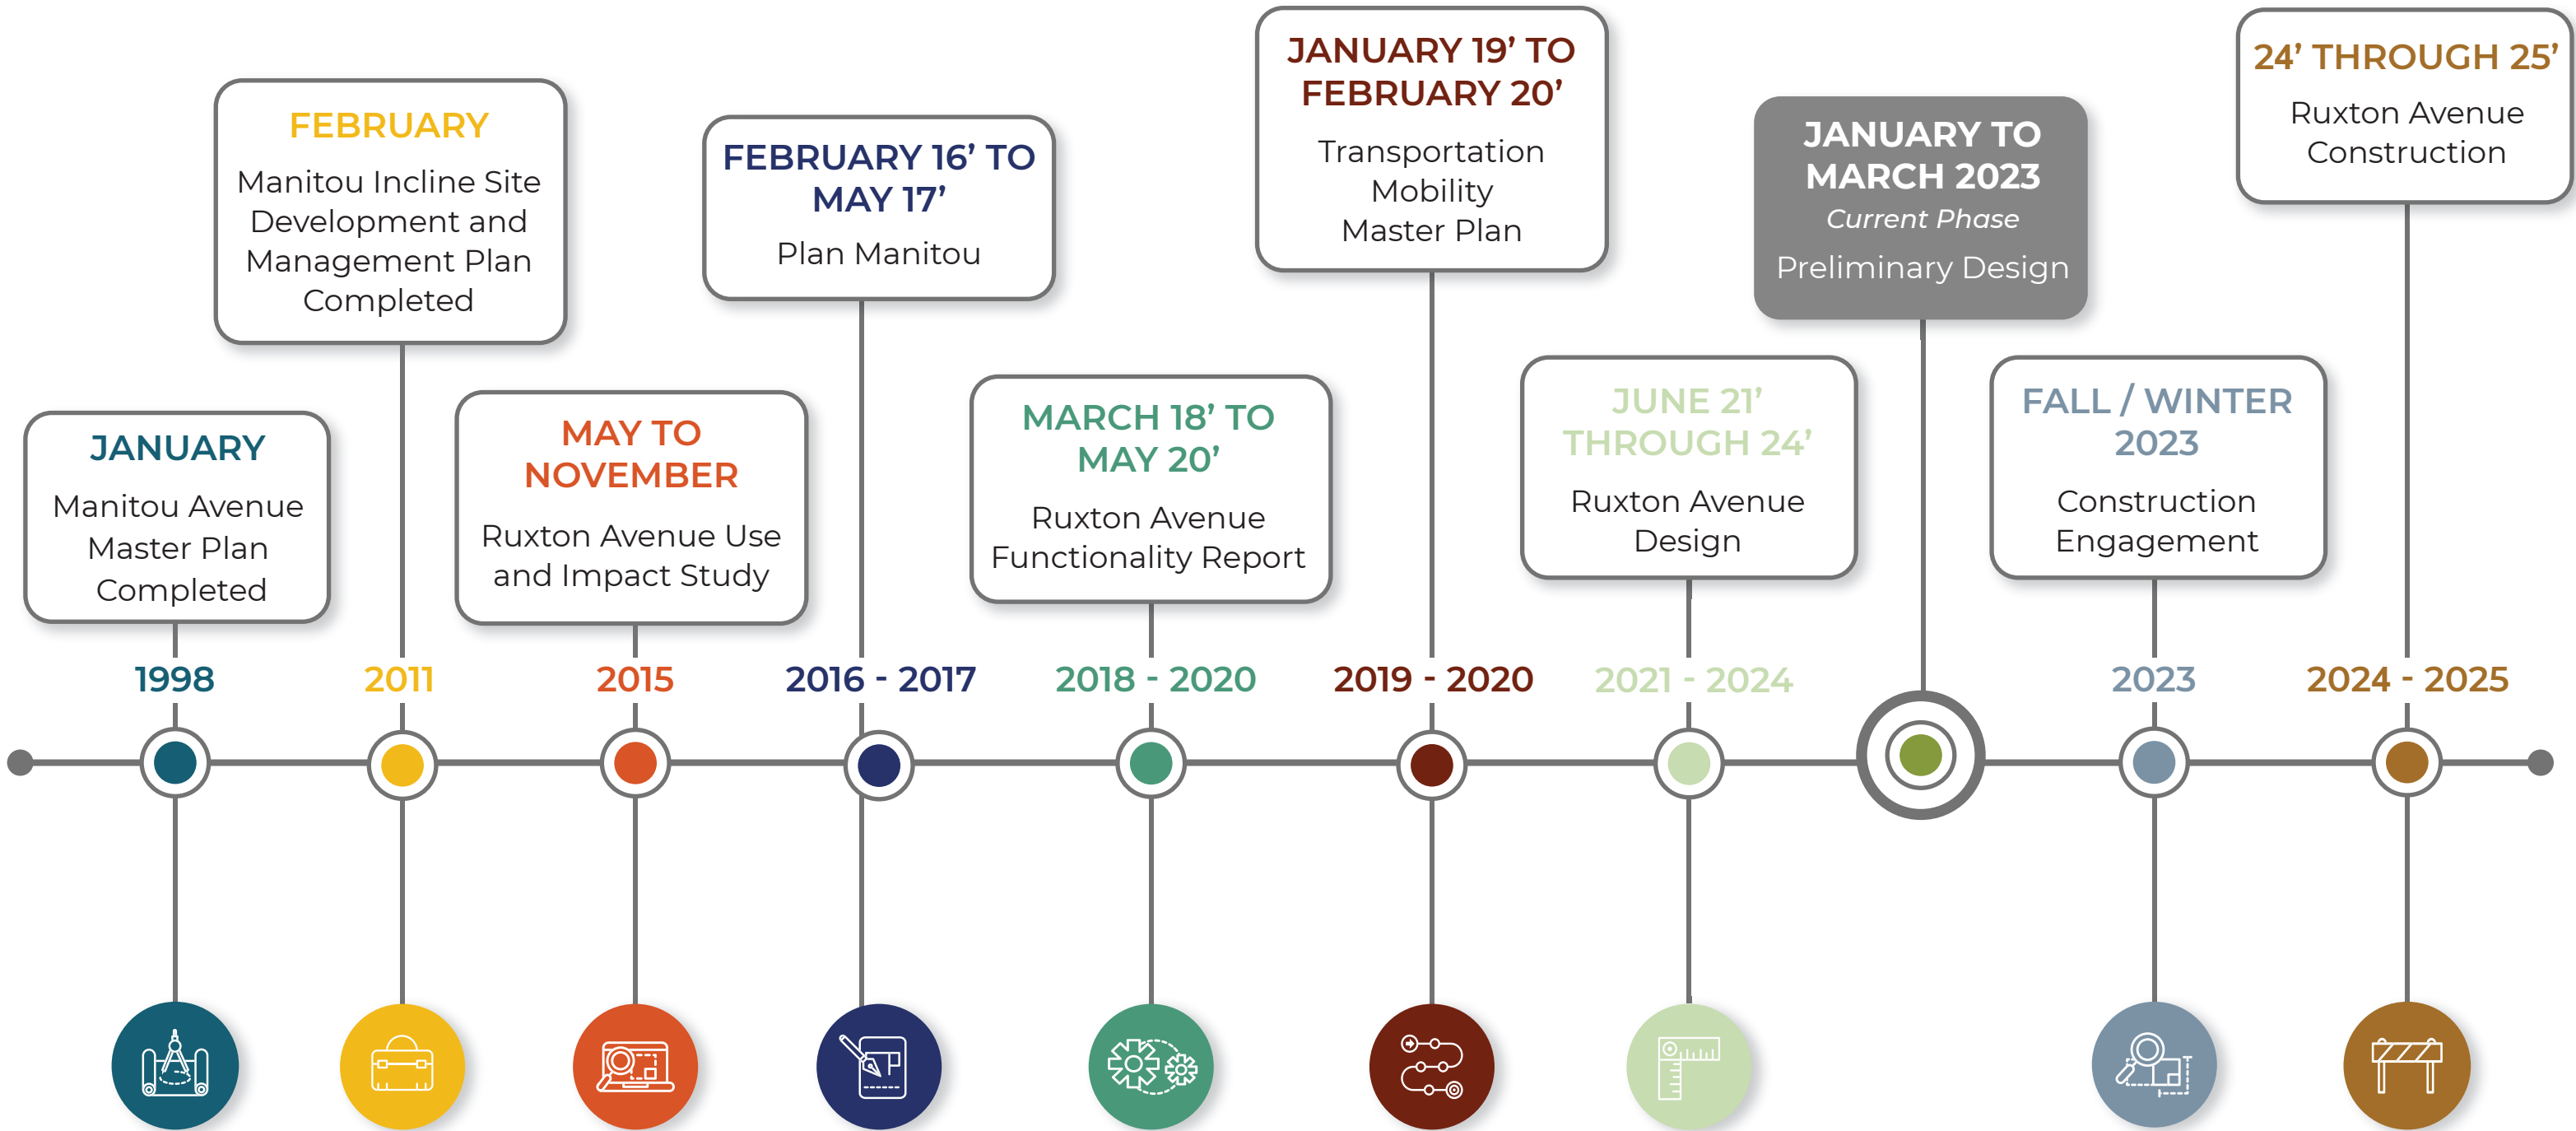 JANUARY
Manitou Avenue
Master Plan
Completed
1998
FEBRUARY
Manitou Incline Site
Development and
Management Plan
Completed
2011
MAY TO
NOVEMBER
Ruxton Avenue Use
and Impact Study
2015
FEBRUARY 16’ TO
MAY 17’
Plan Manitou
2016 - 2017
MARCH 18’ TO
MAY 20’
Ruxton Avenue
Functionality Report
2018 - 2020
JANUARY 19’ TO
FEBRUARY 20’
Transportation
Mobility
Master Plan
2019 - 2020
JUNE 21’
THROUGH 24’
Ruxton Avenue
Design
2021 - 2024
JANUARY TO
MARCH 2023
Current Phase
Preliminary Design
FALL / WINTER
2023
Construction
Engagement
2023
24’ THROUGH 25’
Ruxton Avenue
Construction
2024 - 2025